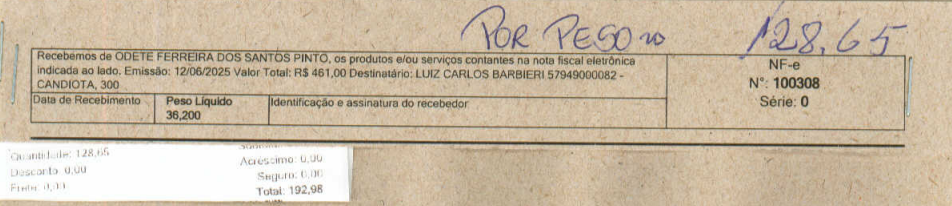 POR PESO 128,65
Recebemos de ODETE FERREIRA DOS SANTOS PINTO, os produtos e/ou serviços contantes na nota fiscal eletrônica
indicada ao lado. Emissão: 12/06/2025 Valor Total: R$ 461,00 Destinatário: LUIZ CARLOS BARBIERI 57949000082 -
CANDIOTA, 300
NF-e
N°: 100308
Série: 0
Data de Recebimento
Peso Líquido
36,200
Identificação e assinatura do recebedor
Quantidade: 128,65
Desconto: 0,00
Frete: 0,00
Acréscimo: 0,00
Seguro: 0,00
Total: 192,98